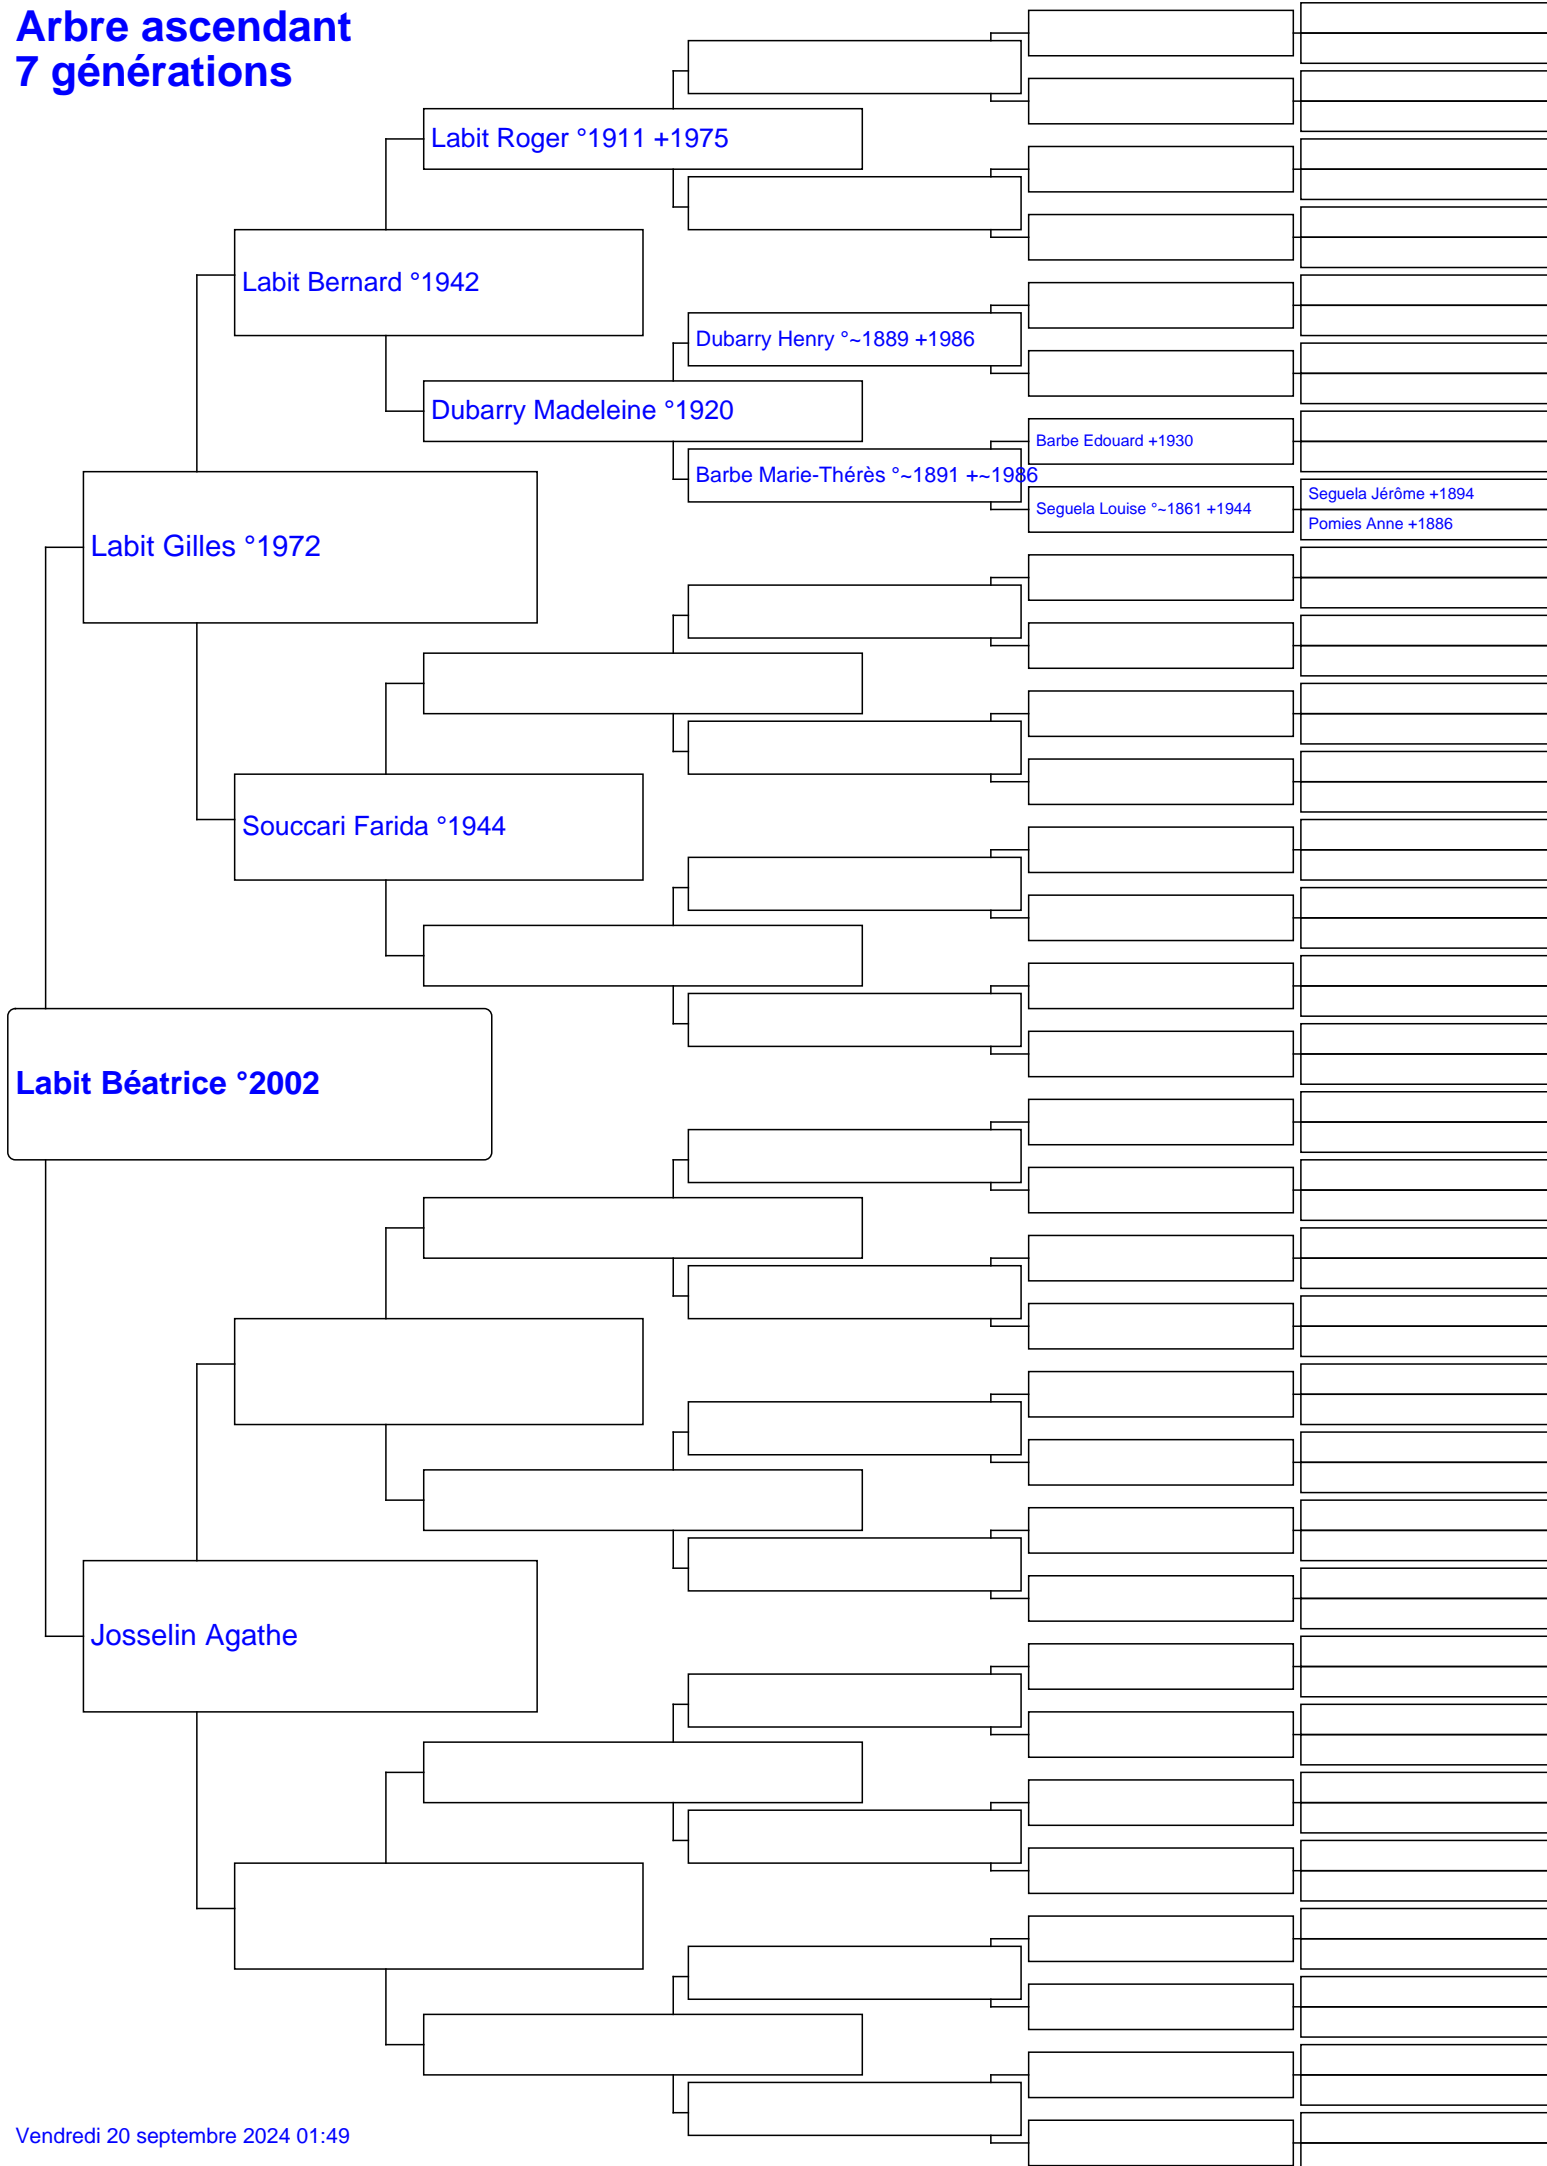 Arbre ascendant
7 générations
Labit Roger °1911 +1975
Labit Bernard °1942
Dubarry Henry °~1889 +1986
Dubarry Madeleine °1920
Barbe Edouard +1930
Barbe Marie-Thérès °~1891 +~1986
Seguela Louise °~1861 +1944
Seguela Jérôme +1894
Pomies Anne +1886
Labit Gilles °1972
Souccari Farida °1944
Labit Béatrice °2002
Josselin Agathe
Vendredi 20 septembre 2024 01:49